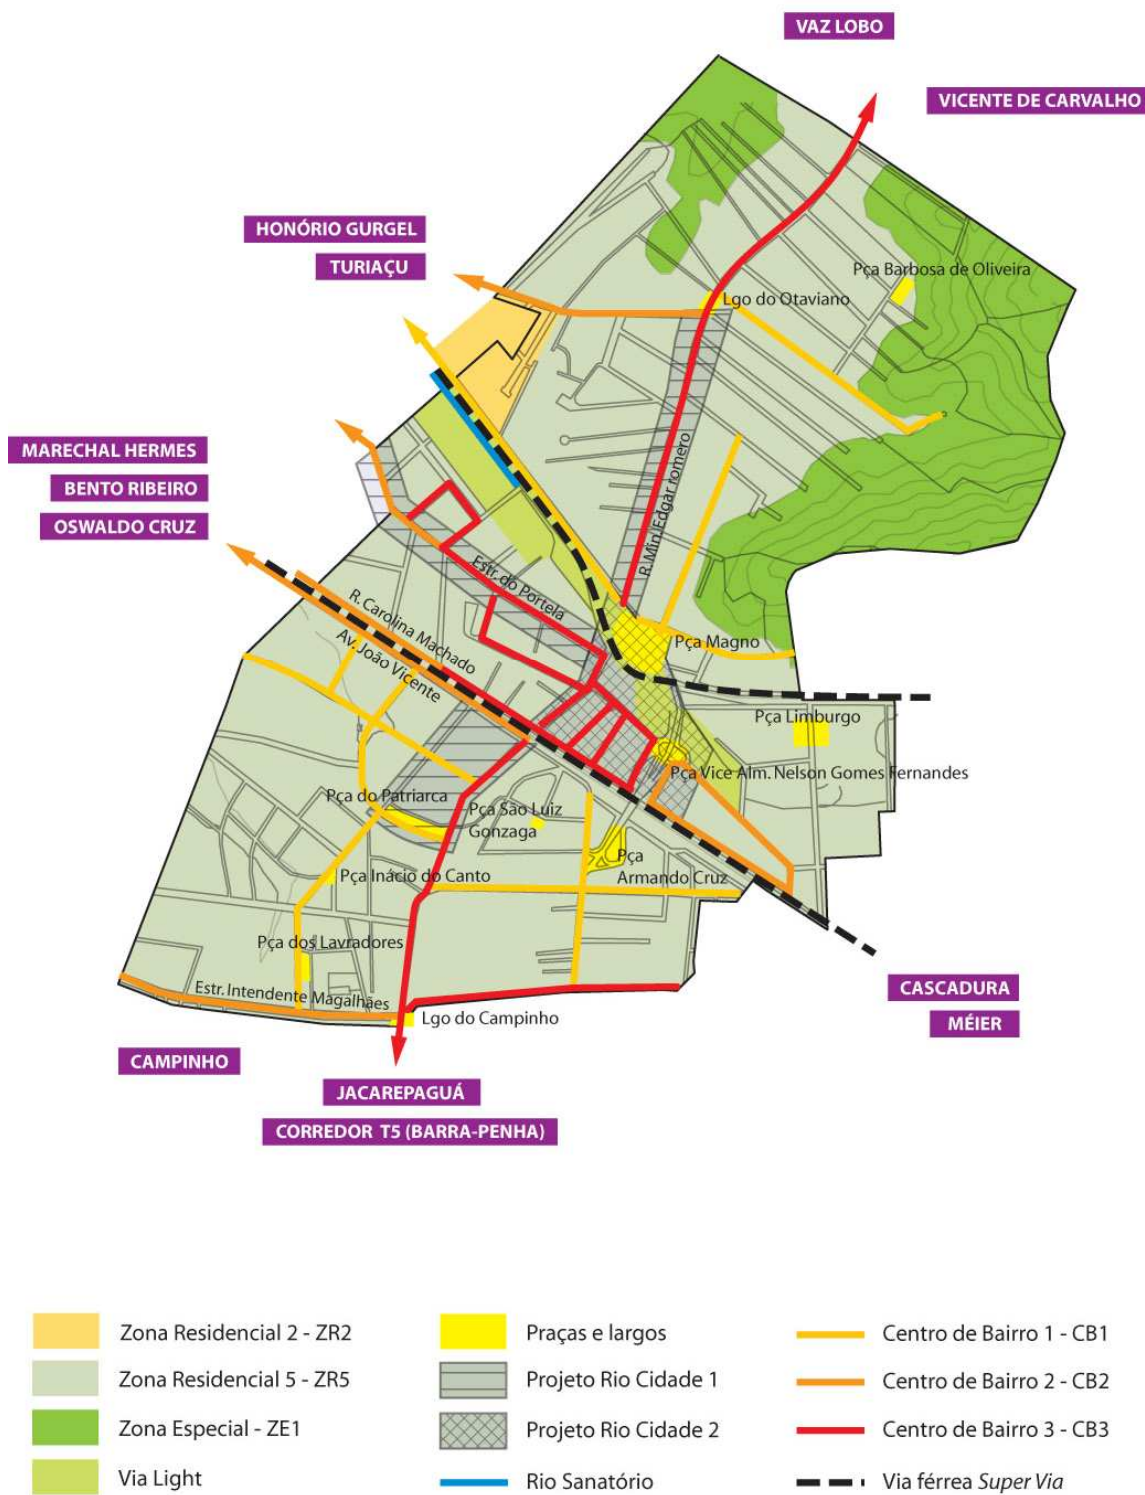 VAZ LOBO
VICENTE DE CARVALHO
HONÓRIO GURGEL
TURIAÇU
Pça Barbosa de Oliveira
Lgo do Otaviano
MARECHAL HERMES
BENTO RIBEIRO
OSWALDO CRUZ
R. Min. Edgar romero
Estr. do Portela
R. Carolina Machado
Av. João Vicente
Pça Magno
Pça Limburgo
Pça Vice Alm. Nelson Gomes Fernandes
Pça do Patriarca
Pça São Luiz
Gonzaga
Pça
Armando Cruz
Pça Inácio do Canto
Pça dos Lavradores
Estr. Intendente Magalhães
Lgo do Campinho
CASCADURA
MÉIER
CAMPINHO
JACAREPAGUÁ
CORREDOR T5 (BARRA-PENHA)
Zona Residencial 2 - ZR2
Zona Residencial 5 - ZR5
Zona Especial - ZE1
Via Light
Praças e largos
Projeto Rio Cidade 1
Projeto Rio Cidade 2
Rio Sanatório
Centro de Bairro 1 - CB1
Centro de Bairro 2 - CB2
Centro de Bairro 3 - CB3
Via férrea Super Via